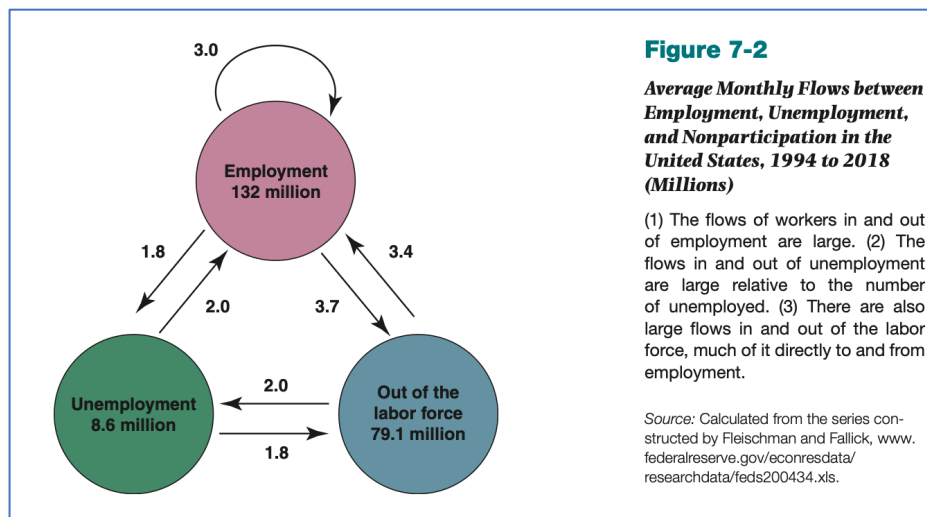 3.0
Employment
132 million
1.8
2.0
3.7
3.4
Unemployment
8.6 million
2.0
1.8
Out of the
labor force
79.1 million
Figure 7-2
Average Monthly Flows between
Employment, Unemployment,
and Nonparticipation in the
United States, 1994 to 2018
(Millions)
(1) The flows of workers in and out
of employment are large. (2) The
flows in and out of unemployment
are large relative to the number
of unemployed. (3) There are also
large flows in and out of the labor
force, much of it directly to and from
employment.
Source: Calculated from the series con-
structed by Fleischman and Fallick, www.
federalreserve.gov/econresdata/
researchdata/feds200434.xls.